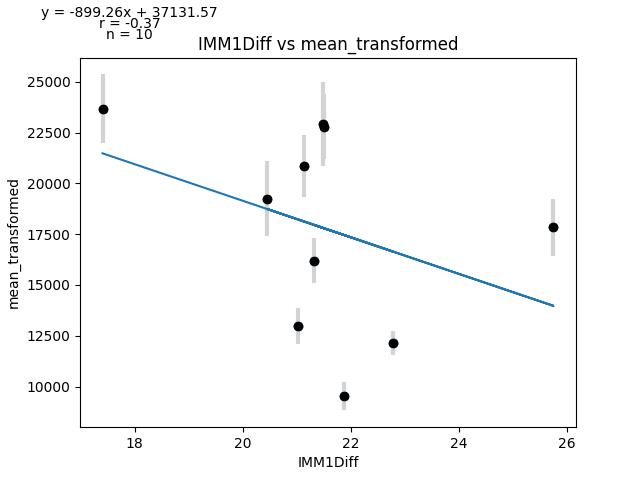 y = -899.26x + 37131.57
r = -0.37
n = 10
IMM1Diff vs mean_transformed
mean_transformed
25000
22500
20000
17500
15000
12500
10000
18 20 22 24 26
IMM1Diff